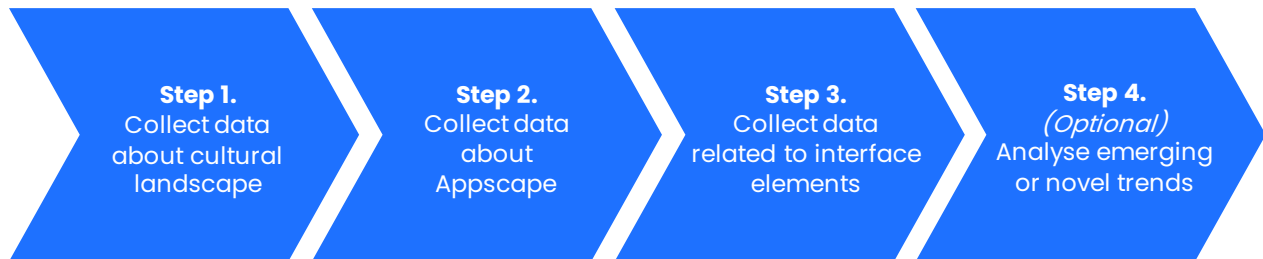 Step 1.
Collect data
about cultural
landscape
Step 2.
Collect data
about
Appscape
Step 3.
Collect data
related to interface
elements
Step 4.
(Optional)
Analyse emerging
or novel trends